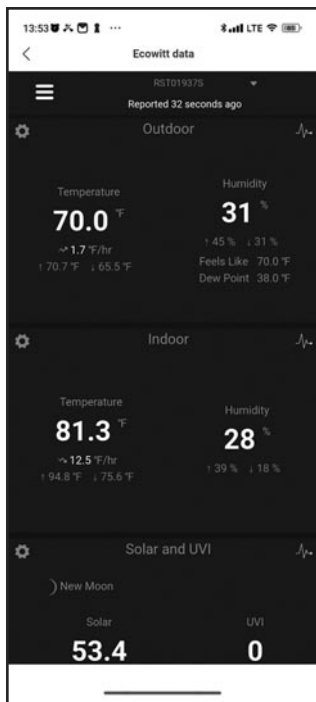 13:53 ... LTE
Ecowitt data
RST01937S
Reported 32 seconds ago
Outdoor
Temperature
70.0 °F
1.7 °F/hr
↑ 70.7 °F ↓ 65.5 °F
Humidity
31 %
↑ 45 % ↓ 31 %
Feels Like 70.0 °F
Dew Point 38.0 °F
Indoor
Temperature
81.3 °F
12.5 °F/hr
↑ 94.8 °F ↓ 75.6 °F
Humidity
28 %
↑ 39 % ↓ 18 %
Solar and UVI
New Moon
Solar
53.4
UVI
0